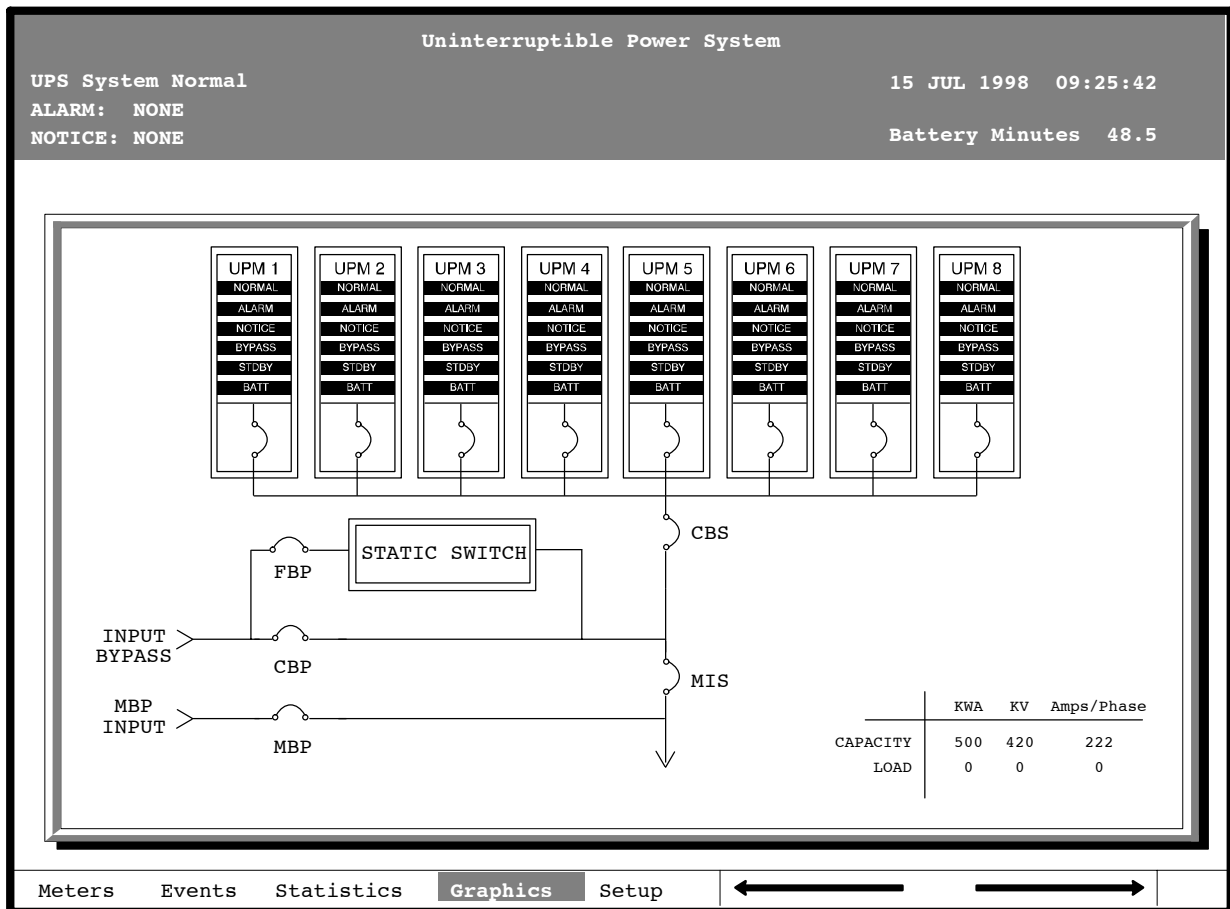 Uninterruptible Power System
UPS System Normal
15 JUL 1998 09:25:42
ALARM: NONE
NOTICE: NONE
Battery Minutes 48.5
UPM 1
NORMAL
ALARM
NOTICE
BYPASS
STDBY
BATT
UPM 2
NORMAL
ALARM
NOTICE
BYPASS
STDBY
BATT
UPM 3
NORMAL
ALARM
NOTICE
BYPASS
STDBY
BATT
UPM 4
NORMAL
ALARM
NOTICE
BYPASS
STDBY
BATT
UPM 5
NORMAL
ALARM
NOTICE
BYPASS
STDBY
BATT
UPM 6
NORMAL
ALARM
NOTICE
BYPASS
STDBY
BATT
UPM 7
NORMAL
ALARM
NOTICE
BYPASS
STDBY
BATT
UPM 8
NORMAL
ALARM
NOTICE
BYPASS
STDBY
BATT
CBS
STATIC SWITCH
FBP
INPUT
BYPASS
CBP
MIS
MBP
INPUT
MBP
KWA KV Amps/Phase
CAPACITY 500 420 222
LOAD 0 0 0
Meters Events Statistics Graphics Setup